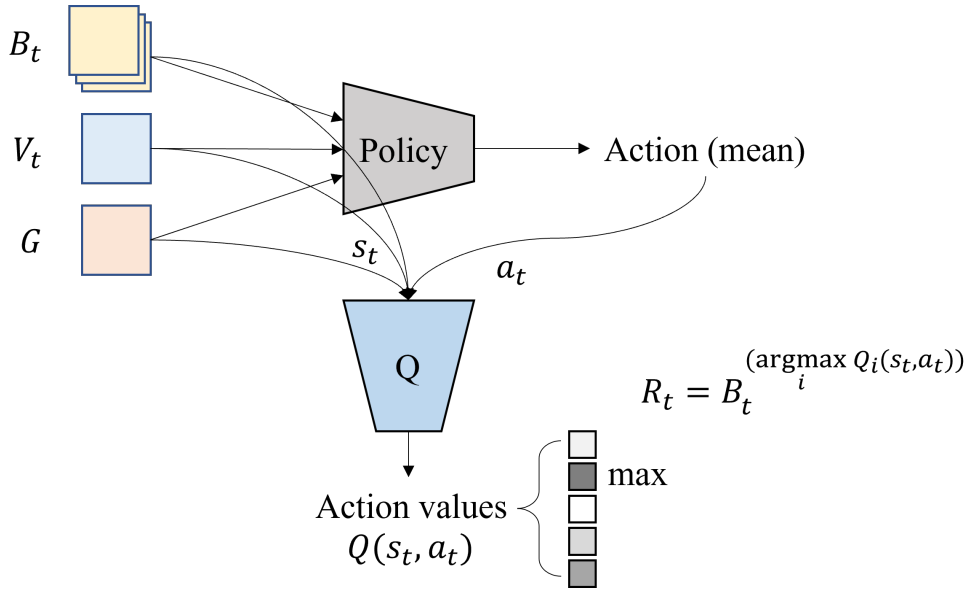 B_t
V_t
G
Policy
Action (mean)
s_t
a_t
Q
R_t = B_t^{(argmax_i Q_i(s_t,a_t))}
Action values
Q(s_t, a_t)
max